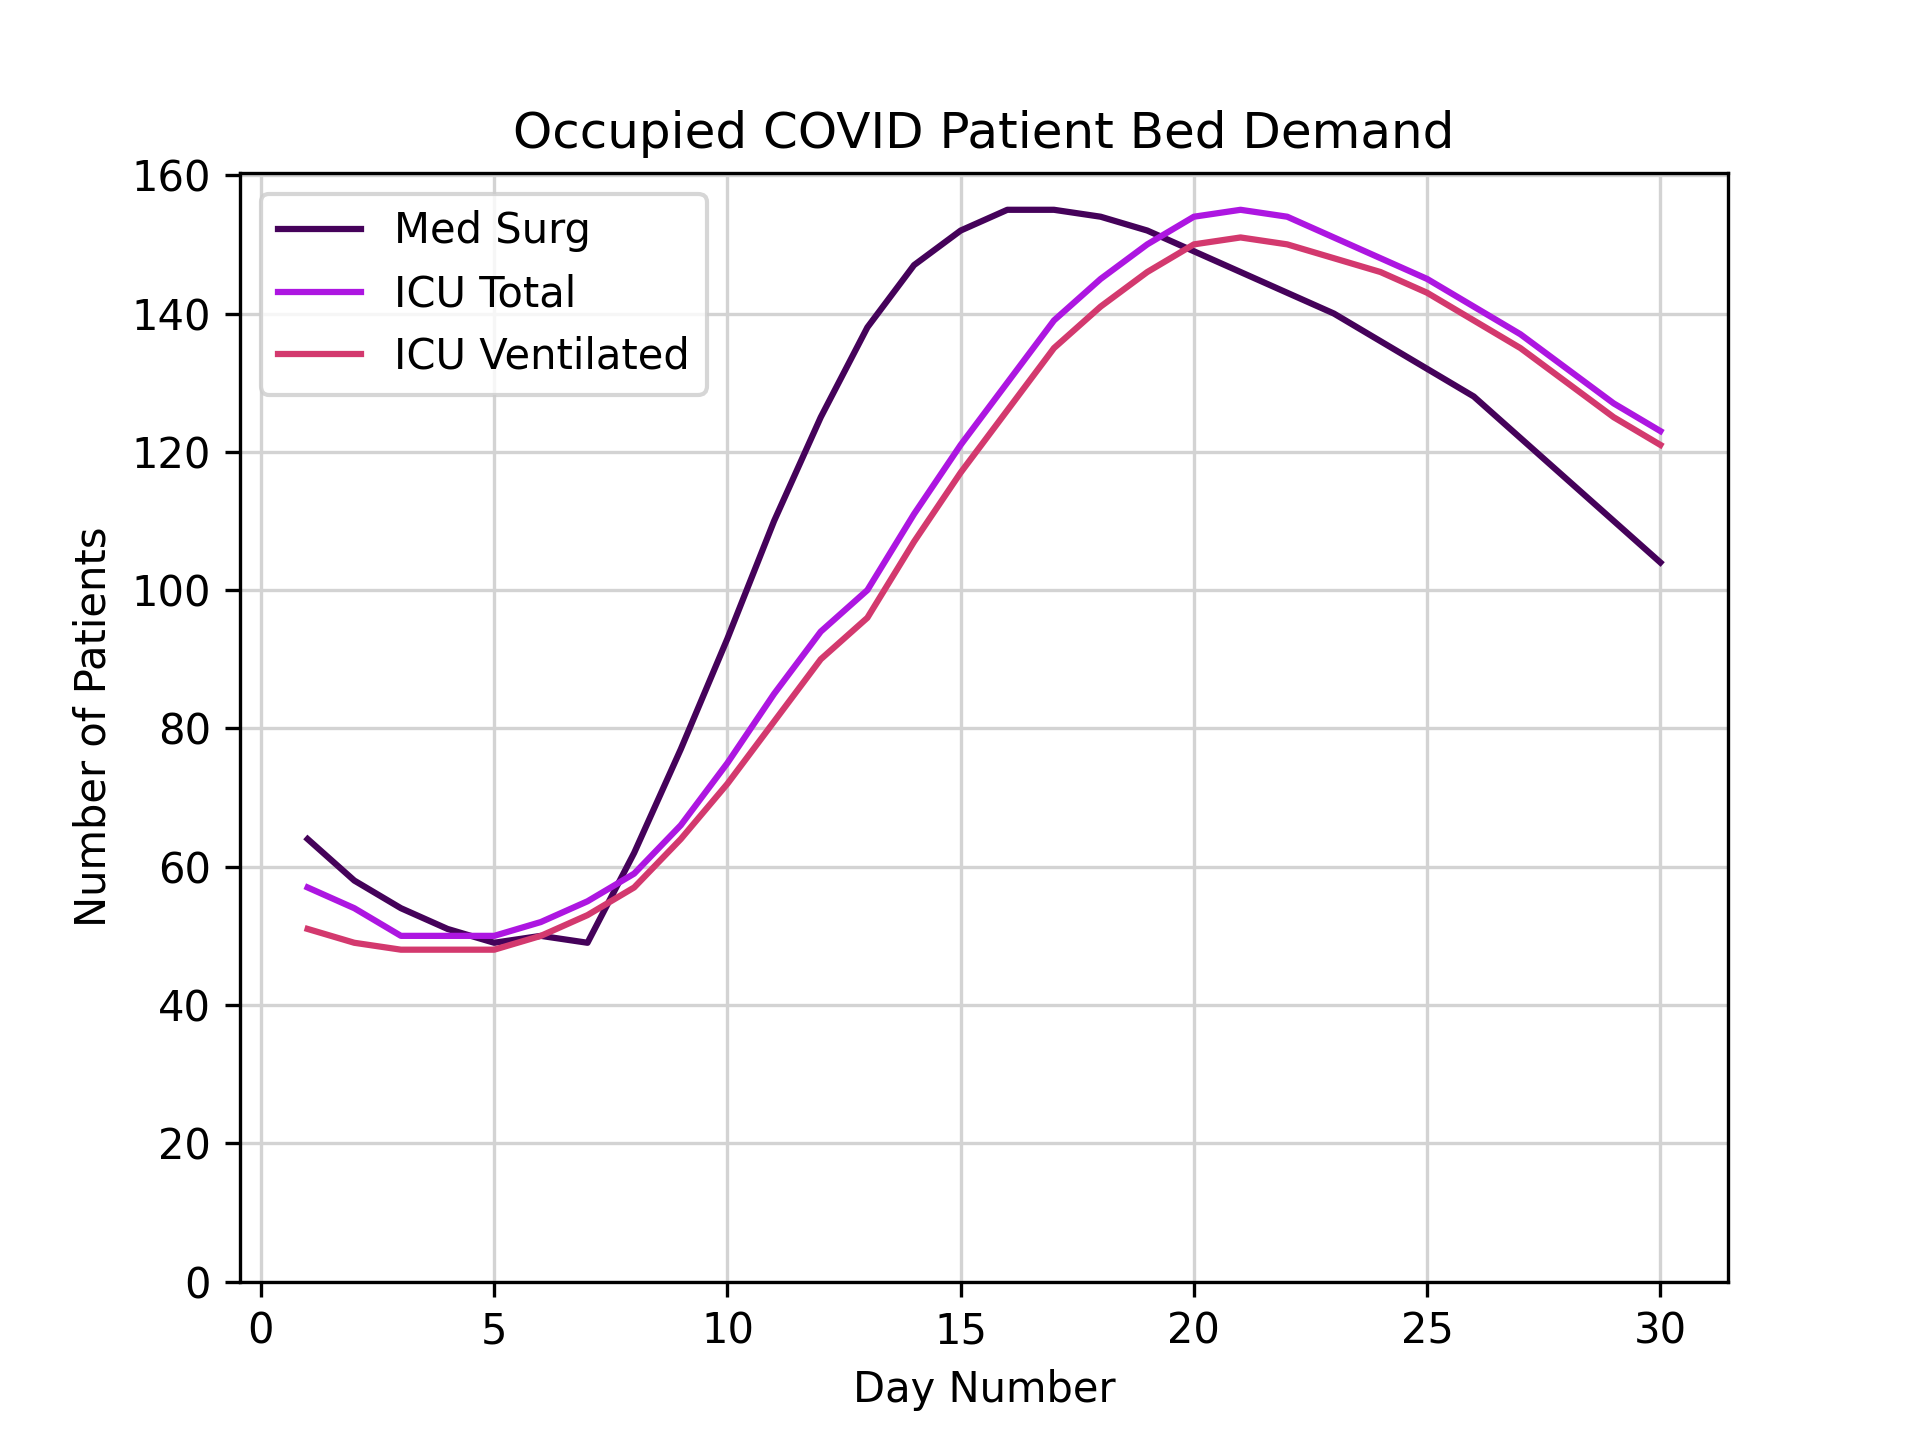 Occupied COVID Patient Bed Demand
160
140
120
100
80
60
40
20
0
Number of Patients
Med Surg
ICU Total
ICU Ventilated
0 5 10 15 20 25 30
Day Number